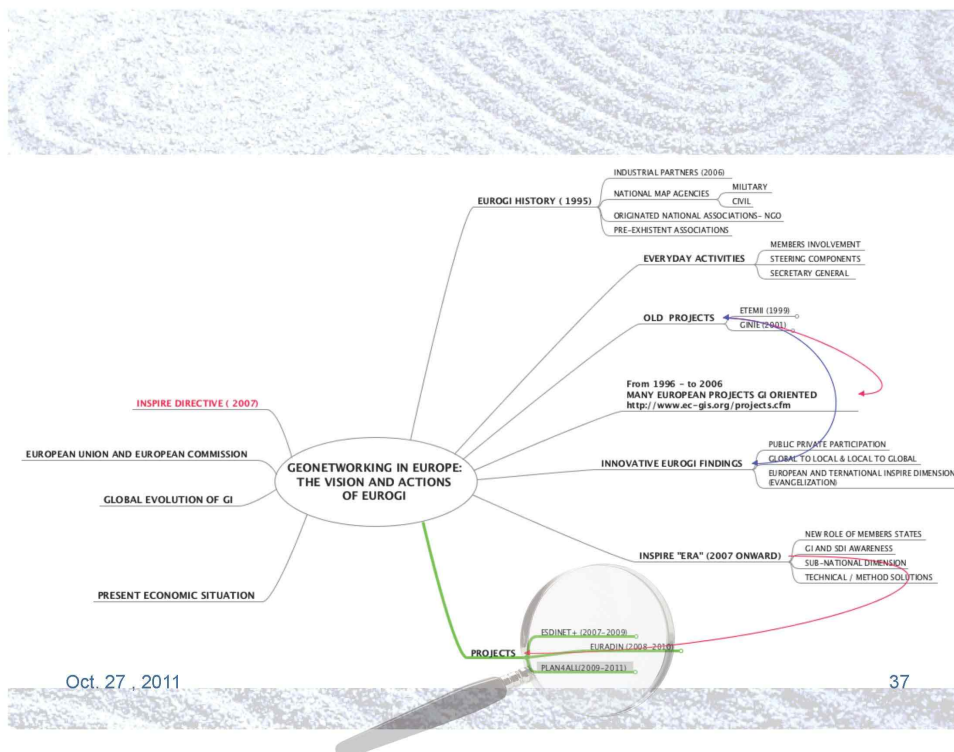 INDUSTRIAL PARTNERS (2006)
EUROGI HISTORY ( 1995)
NATIONAL MAP AGENCIES
MILITARY
CIVIL
ORIGINATED NATIONAL ASSOCIATIONS- NGO
PRE-EXHISTENT ASSOCIATIONS
EVERYDAY ACTIVITIES
MEMBERS INVOLVEMENT
STEERING COMPONENTS
SECRETARY GENERAL
OLD PROJECTS
ETEMII (1999)
GINIE (2001)
From 1996 - to 2006
MANY EUROPEAN PROJECTS GI ORIENTED
http://www.ec-gis.org/projects.cfm
INNOVATIVE EUROGI FINDINGS
PUBLIC PRIVATE PARTICIPATION
GLOBAL TO LOCAL & LOCAL TO GLOBAL
EUROPEAN AND TERNATIONAL INSPIRE DIMENSION
(EVANGELIZATION)
INSPIRE DIRECTIVE ( 2007)
EUROPEAN UNION AND EUROPEAN COMMISSION
GLOBAL EVOLUTION OF GI
PRESENT ECONOMIC SITUATION
GEONETWORKING IN EUROPE:
THE VISION AND ACTIONS
OF EUROGI
INSPIRE "ERA" (2007 ONWARD)
NEW ROLE OF MEMBERS STATES
GI AND SDI AWARENESS
SUB-NATIONAL DIMENSION
TECHNICAL / METHOD SOLUTIONS
PROJECTS
ESDINET+ (2007-2009)
EURADIN (2008-2010)
PLAN4ALL(2009-2011)
Oct. 27 , 2011
37